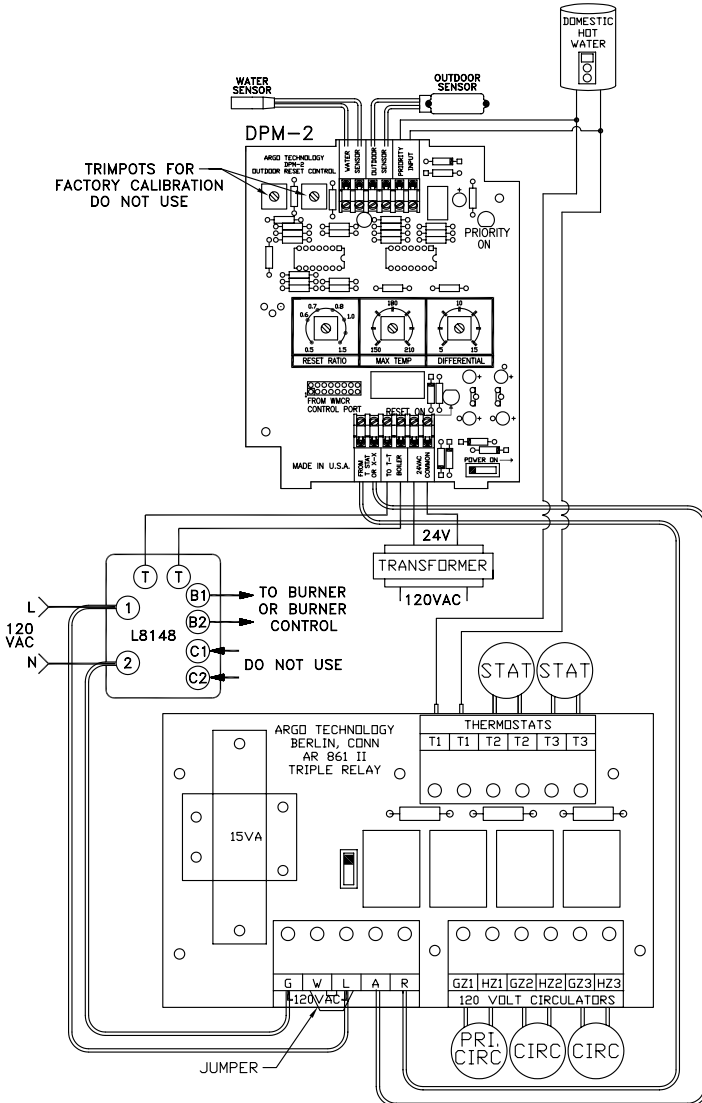 DOMESTIC
HOT
WATER
WATER
SENSOR
OUTDOOR
SENSOR
DPM-2
ARGO TECHNOLOGY
DPM-2
OUTDOOR RESET CONTROL
WATER
SENSOR
OUTDOOR
SENSOR
PRIORITY
INPUT
TRIMPOTS FOR
FACTORY CALIBRATION
DO NOT USE
PRIORITY
ON
0.5
0.6
0.7
0.8
1.0
1.5
RESET RATIO
150
180
210
MAX TEMP
5
10
15
DIFFERENTIAL
1
FROM WMCR
CONTROL PORT
RESET ON
MADE IN U.S.A.
FROM
T STAT
OR X-X
TO T-T
BOILER
24VAC
COMMON
POWER ON
24V
TRANSFORMER
120VAC
T T
L
120
VAC
N
1
2
L8148
B1
B2
C1
C2
TO BURNER
OR BURNER
CONTROL
DO NOT USE
STAT STAT
ARGO TECHNOLOGY
BERLIN, CONN
AR 861 II
TRIPLE RELAY
THERMOSTATS
T1 T1 T2 T2 T3 T3
15VA
G W L A R
120VAC
GZ1 HZ1 GZ2 HZ2 GZ3 HZ3
120 VOLT CIRCULATORS
PRI.
CIRC
CIRC
CIRC
JUMPER